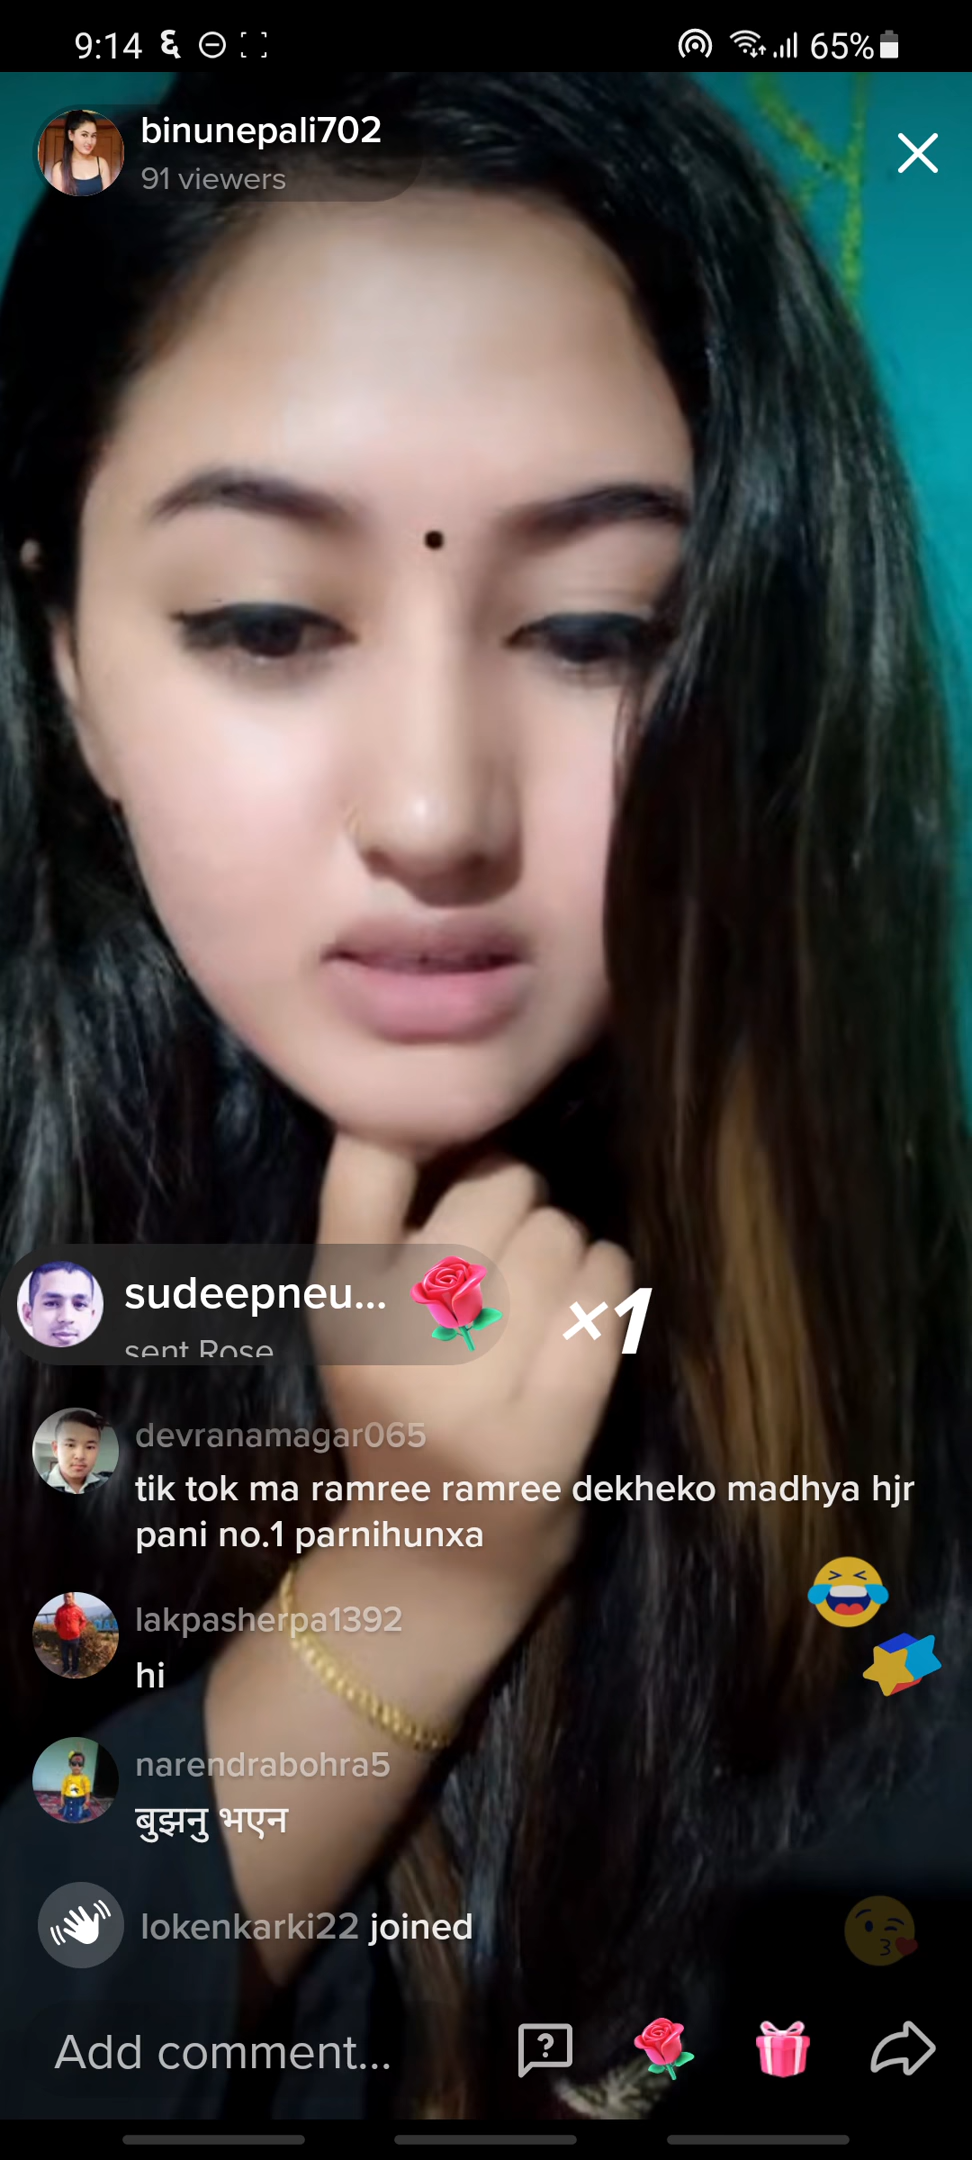 9:14
65%
binunepali702
91 viewers
sudeepneu...
sent Rose
×1
devranamagar065
tik tok ma ramree ramree dekheko madhya hjr
pani no.1 parnihunxa
lakpasherpa1392
hi
narendrabohra5
बुझनु भएन
lokenkarki22 joined
Add comment...